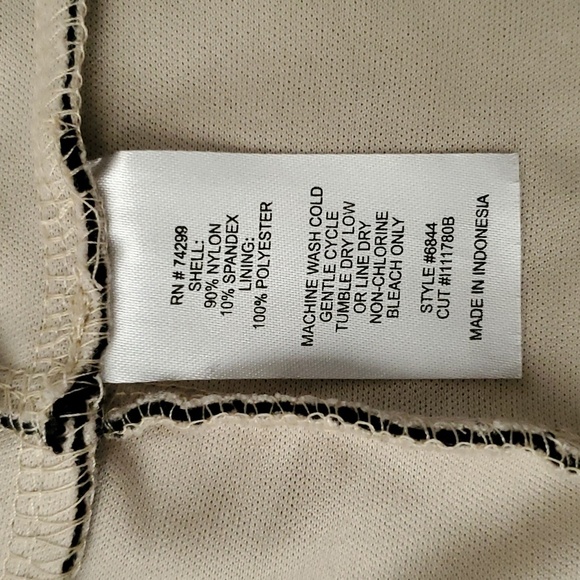 RN # 74299
SHELL:
90% NYLON
10% SPANDEX
LINING:
100% POLYESTER
MACHINE WASH COLD
GENTLE CYCLE
TUMBLE DRY LOW
OR LINE DRY
NON-CHLORINE
BLEACH ONLY
STYLE #6844
CUT #I111780B
MADE IN INDONESIA